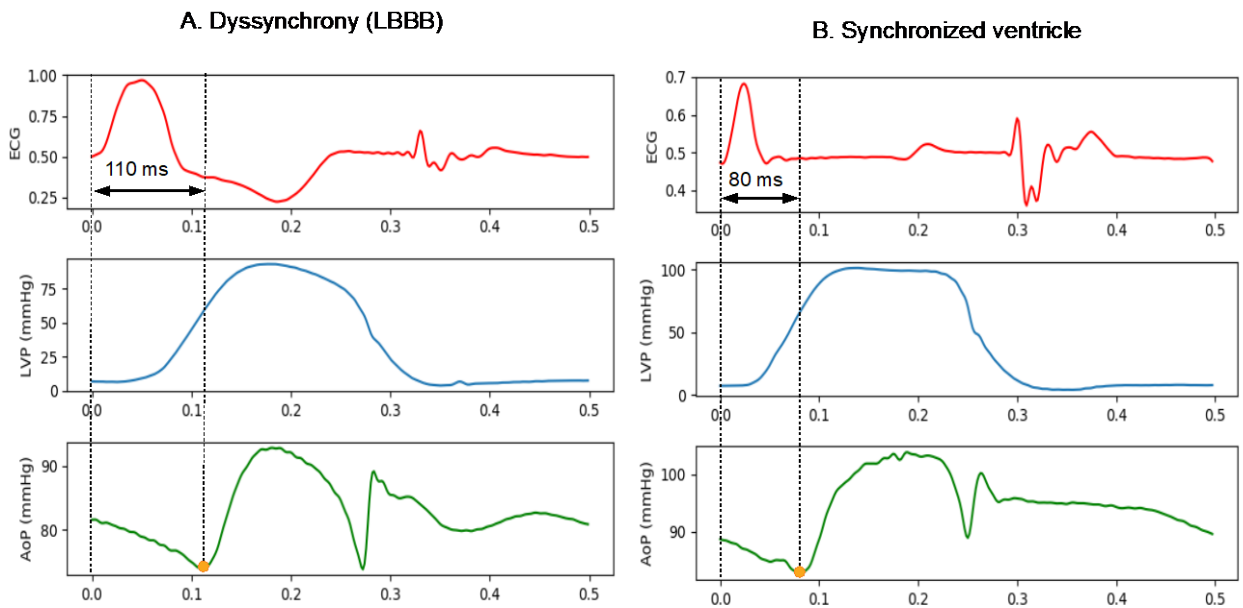 A. Dyssynchrony (LBBB)
B. Synchronized ventricle
1.00
0.75
0.50
0.25
ECG
110 ms
0.0 0.1 0.2 0.3 0.4 0.5
75
50
25
0
LVP (mmHg)
0.0 0.1 0.2 0.3 0.4 0.5
90
80
AoP (mmHg)
0.0 0.1 0.2 0.3 0.4 0.5
0.7
0.6
0.5
0.4
ECG
80 ms
0.0 0.1 0.2 0.3 0.4 0.5
100
50
0
LVP (mmHg)
0.0 0.1 0.2 0.3 0.4 0.5
100
90
AoP (mmHg)
0.0 0.1 0.2 0.3 0.4 0.5